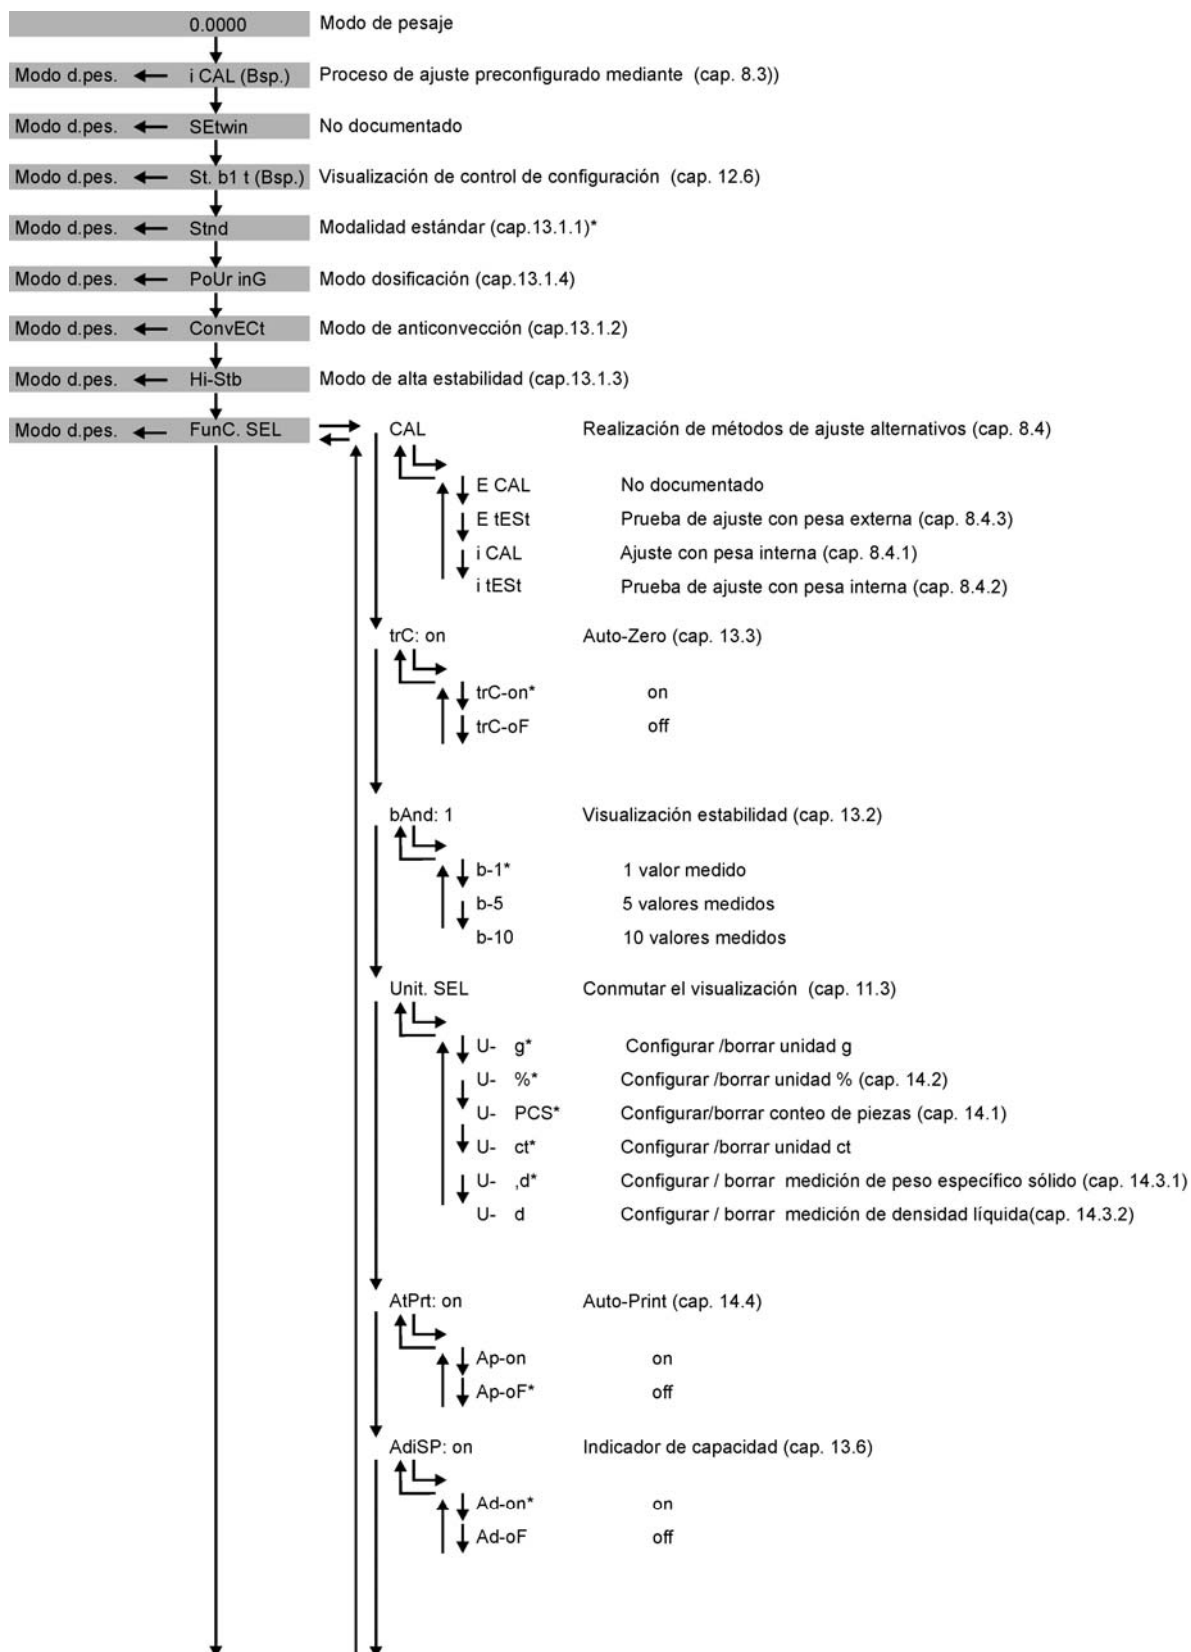 0.0000 Modo de pesaje
Modo d.pes. i CAL (Bsp.) Proceso de ajuste preconfigurado mediante (cap. 8.3))
Modo d.pes. SEtwin No documentado
Modo d.pes. St. b1 t (Bsp.) Visualización de control de configuración (cap. 12.6)
Modo d.pes. Stnd Modalidad estándar (cap.13.1.1)*
Modo d.pes. PoUr inG Modo dosificación (cap.13.1.4)
Modo d.pes. ConvECt Modo de anticonvección (cap.13.1.2)
Modo d.pes. Hi-Stb Modo de alta estabilidad (cap.13.1.3)
Modo d.pes. FunC. SEL CAL Realización de métodos de ajuste alternativos (cap. 8.4)
E CAL No documentado
E tESt Prueba de ajuste con pesa externa (cap. 8.4.3)
i CAL Ajuste con pesa interna (cap. 8.4.1)
i tESt Prueba de ajuste con pesa interna (cap. 8.4.2)
trC: on Auto-Zero (cap. 13.3)
trC-on* on
trC-oF off
bAnd: 1 Visualización estabilidad (cap. 13.2)
b-1* 1 valor medido
b-5 5 valores medidos
b-10 10 valores medidos
Unit. SEL Conmutar el visualización (cap. 11.3)
U- g* Configurar /borrar unidad g
U- %* Configurar /borrar unidad % (cap. 14.2)
U- PCS* Configurar/borrar conteo de piezas (cap. 14.1)
U- ct* Configurar /borrar unidad ct
U- ,d* Configurar / borrar medición de peso específico sólido (cap. 14.3.1)
U- d Configurar / borrar medición de densidad líquida(cap. 14.3.2)
AtPrt: on Auto-Print (cap. 14.4)
Ap-on on
Ap-oF* off
AdiSP: on Indicador de capacidad (cap. 13.6)
Ad-on* on
Ad-oF off